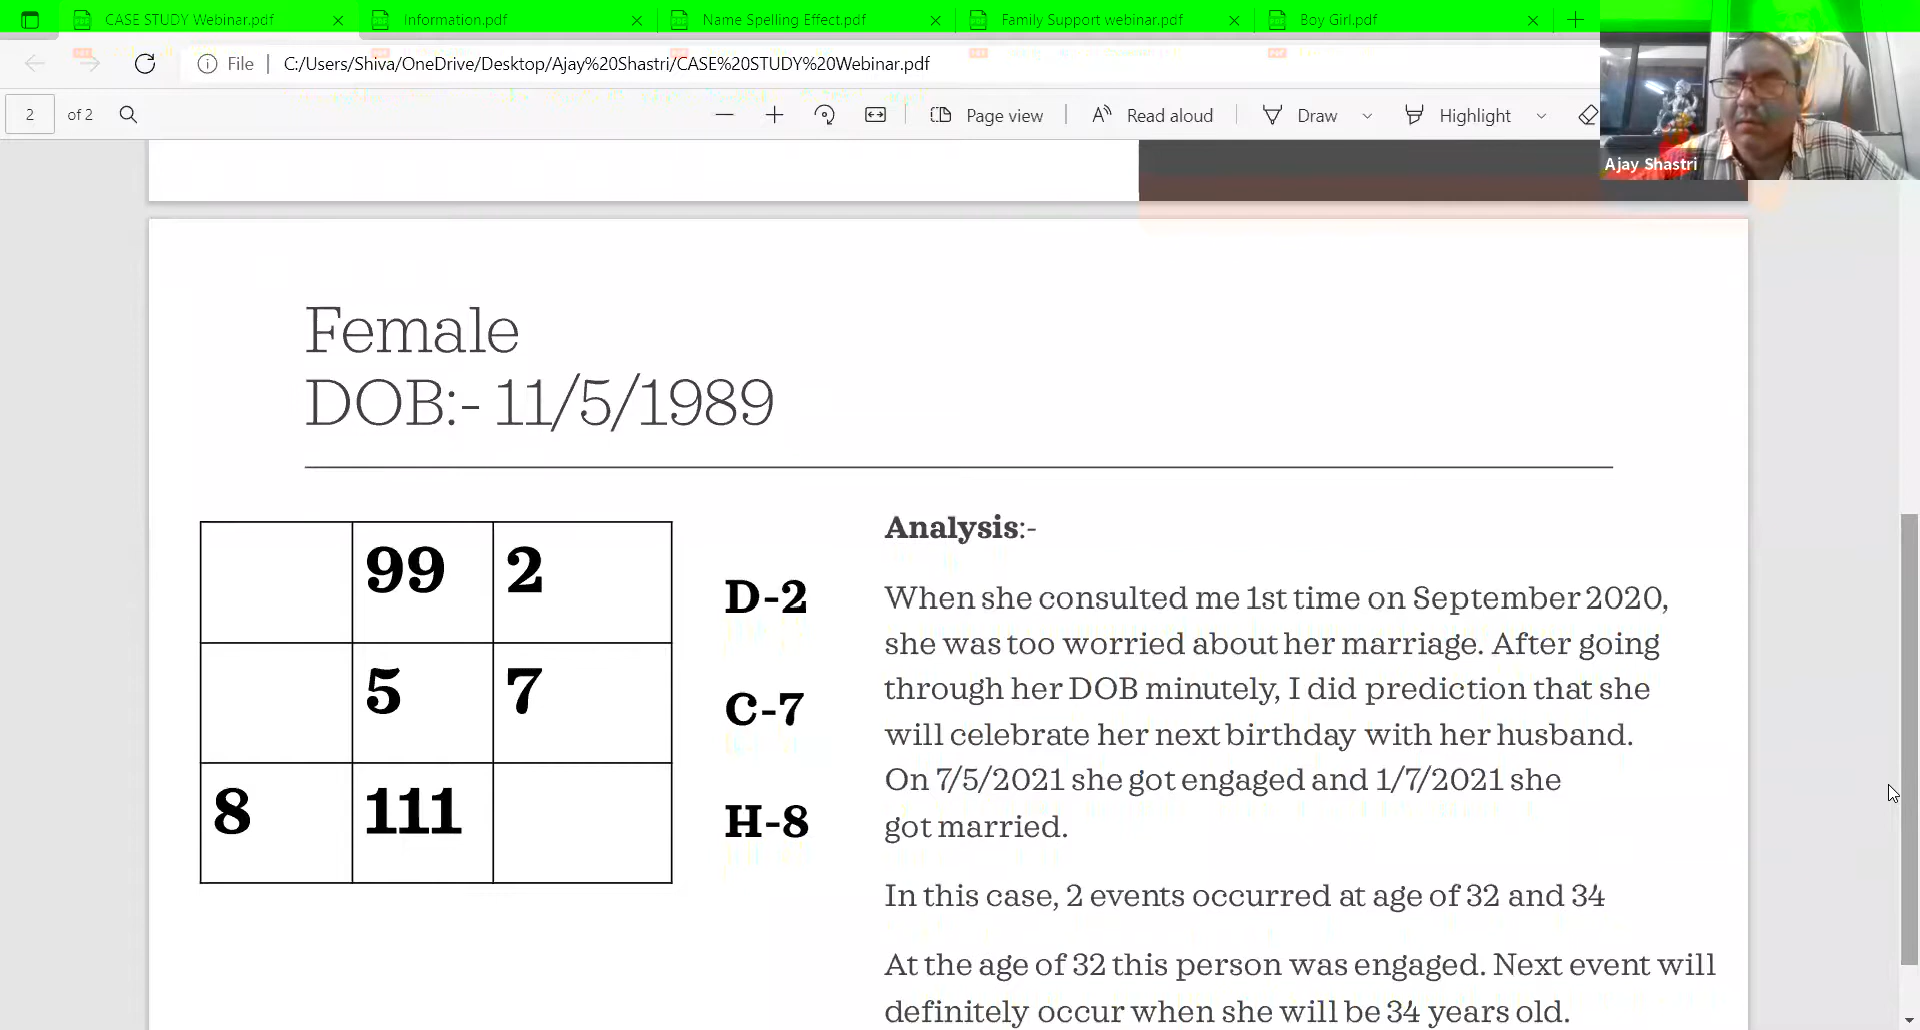 CASE STUDY Webinar.pdf
Information.pdf
Name Spelling Effect.pdf
Family Support webinar.pdf
Boy Girl.pdf
File
C:/Users/Shiva/OneDrive/Desktop/Ajay%20Shastri/CASE%20STUDY%20Webinar.pdf
2 of 2
Page view
Read aloud
Draw
Highlight
Ajay Shastri
Female
DOB:- 11/5/1989
99 2
5 7
8 111
D-2
C-7
H-8
Analysis:-
When she consulted me 1st time on September 2020,
she was too worried about her marriage. After going
through her DOB minutely, I did prediction that she
will celebrate her next birthday with her husband.
On 7/5/2021 she got engaged and 1/7/2021 she
got married.
In this case, 2 events occurred at age of 32 and 34
At the age of 32 this person was engaged. Next event will
definitely occur when she will be 34 years old.